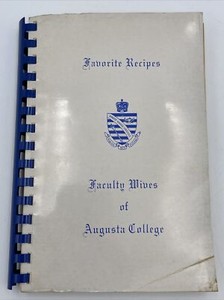 Favorite Recipes
Faculty Wives
of
Augusta College